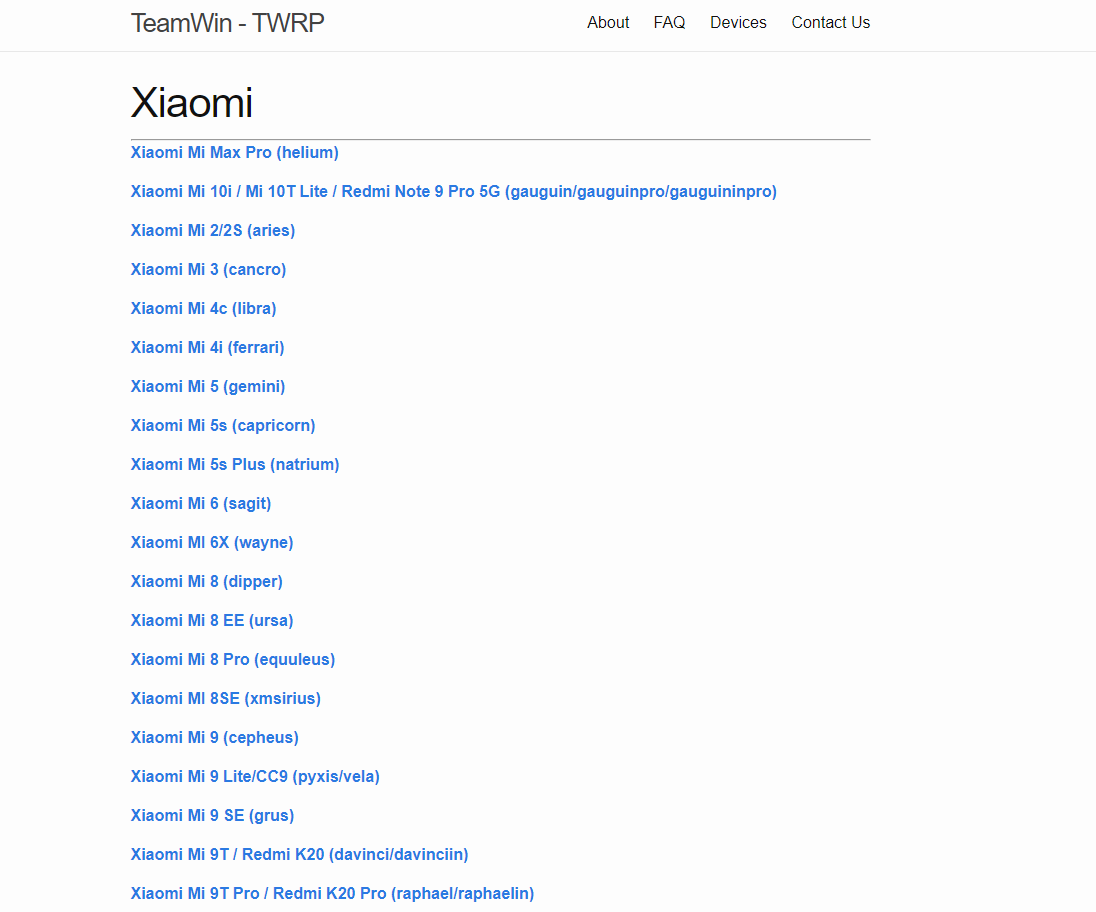 TeamWin - TWRP
About FAQ Devices Contact Us
Xiaomi
Xiaomi Mi Max Pro (helium)
Xiaomi Mi 10i / Mi 10T Lite / Redmi Note 9 Pro 5G (gauguin/gauguinpro/gauguininpro)
Xiaomi Mi 2/2S (aries)
Xiaomi Mi 3 (cancro)
Xiaomi Mi 4c (libra)
Xiaomi Mi 4i (ferrari)
Xiaomi Mi 5 (gemini)
Xiaomi Mi 5s (capricorn)
Xiaomi Mi 5s Plus (natrium)
Xiaomi Mi 6 (sagit)
Xiaomi MI 6X (wayne)
Xiaomi Mi 8 (dipper)
Xiaomi Mi 8 EE (ursa)
Xiaomi Mi 8 Pro (equuleus)
Xiaomi MI 8SE (xmsirius)
Xiaomi Mi 9 (cepheus)
Xiaomi Mi 9 Lite/CC9 (pyxis/vela)
Xiaomi Mi 9 SE (grus)
Xiaomi Mi 9T / Redmi K20 (davinci/davinciin)
Xiaomi Mi 9T Pro / Redmi K20 Pro (raphael/raphaelin)